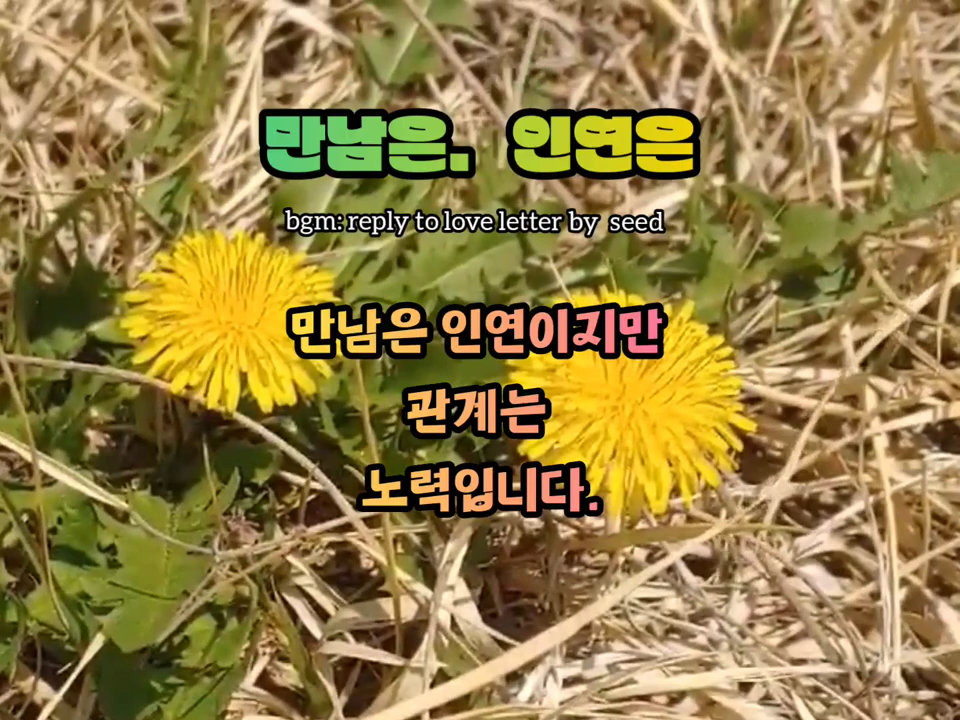 만남은. 인연은
bgm: reply to love letter by seed
만남은 인연이지만
관계는
노력입니다.